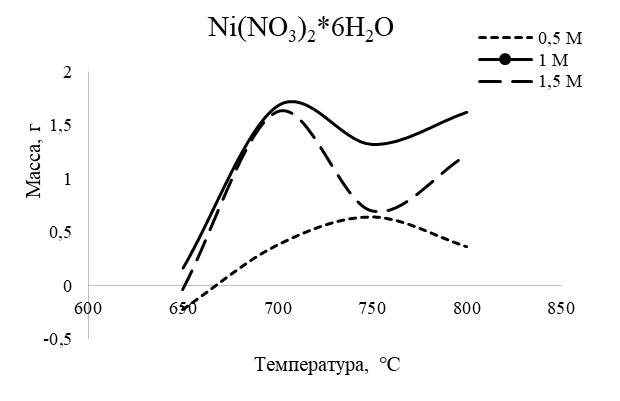 Ni(NO₃)₂*6H₂O
0,5 М
1 М
1,5 М
2
1,5
1
0,5
0
-0,5
600
650
700
750
800
850
Масса, г
Температура, °C